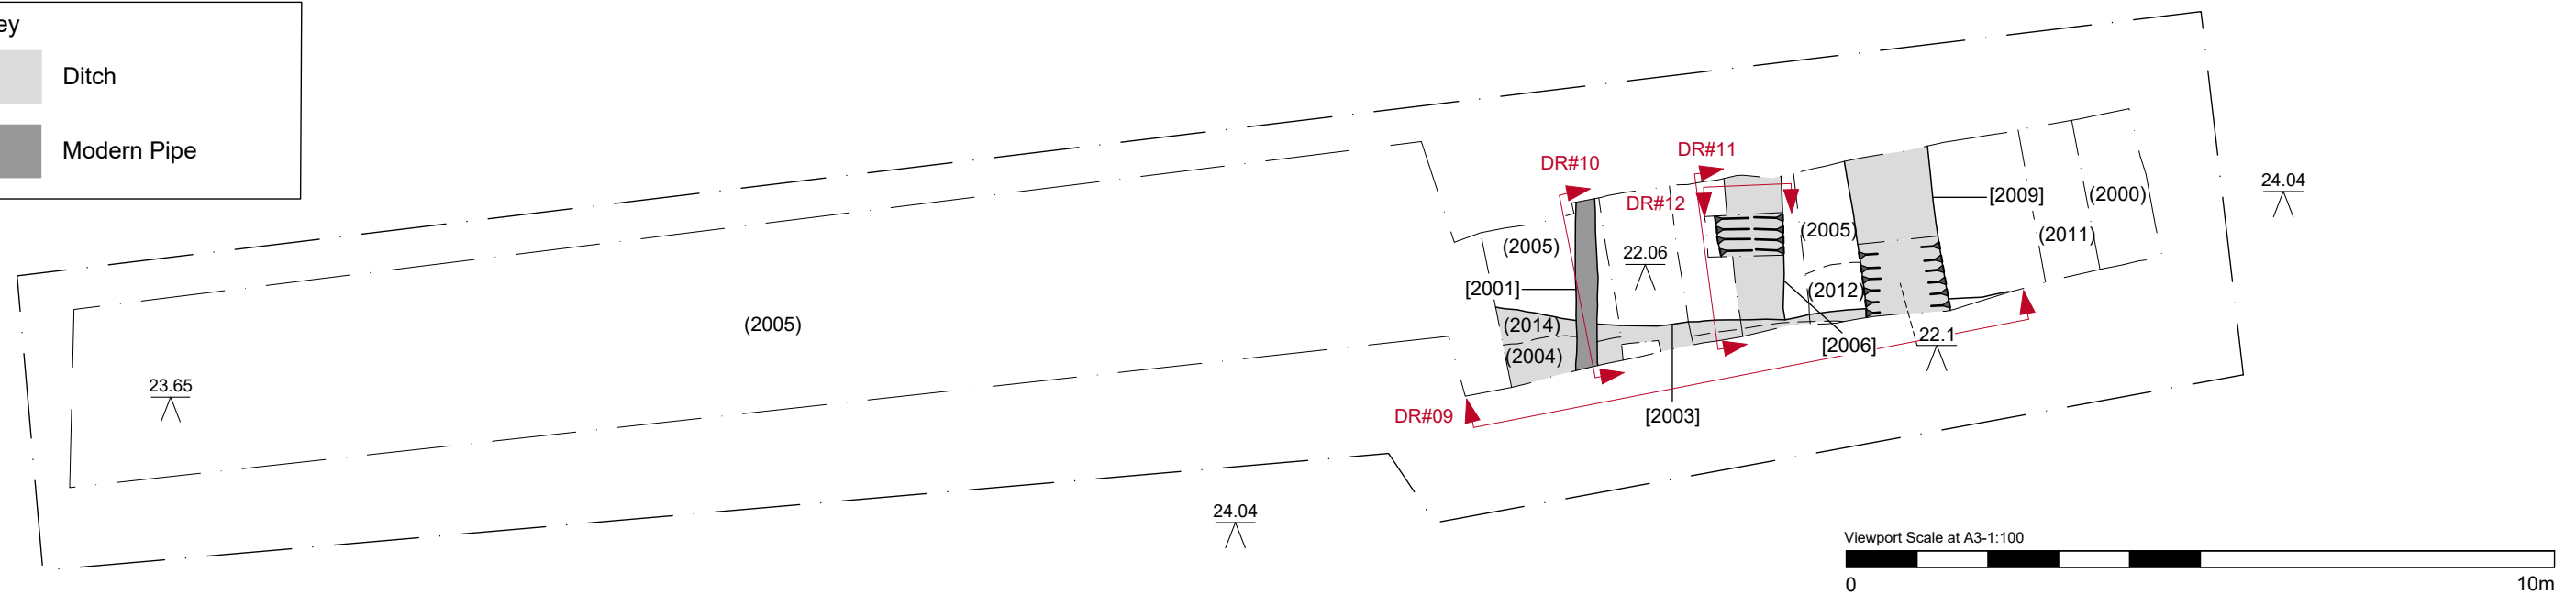 ey
Ditch
Modern Pipe
DR#10
DR#11
DR#12
24.04
[2009]
(2000)
(2005)
(2005)
(2011)
22.06
[2001]
(2012)
(2005)
(2014)
(2004)
[2006]
22.1
23.65
DR#09
[2003]
24.04
Viewport Scale at A3-1:100
0
10m